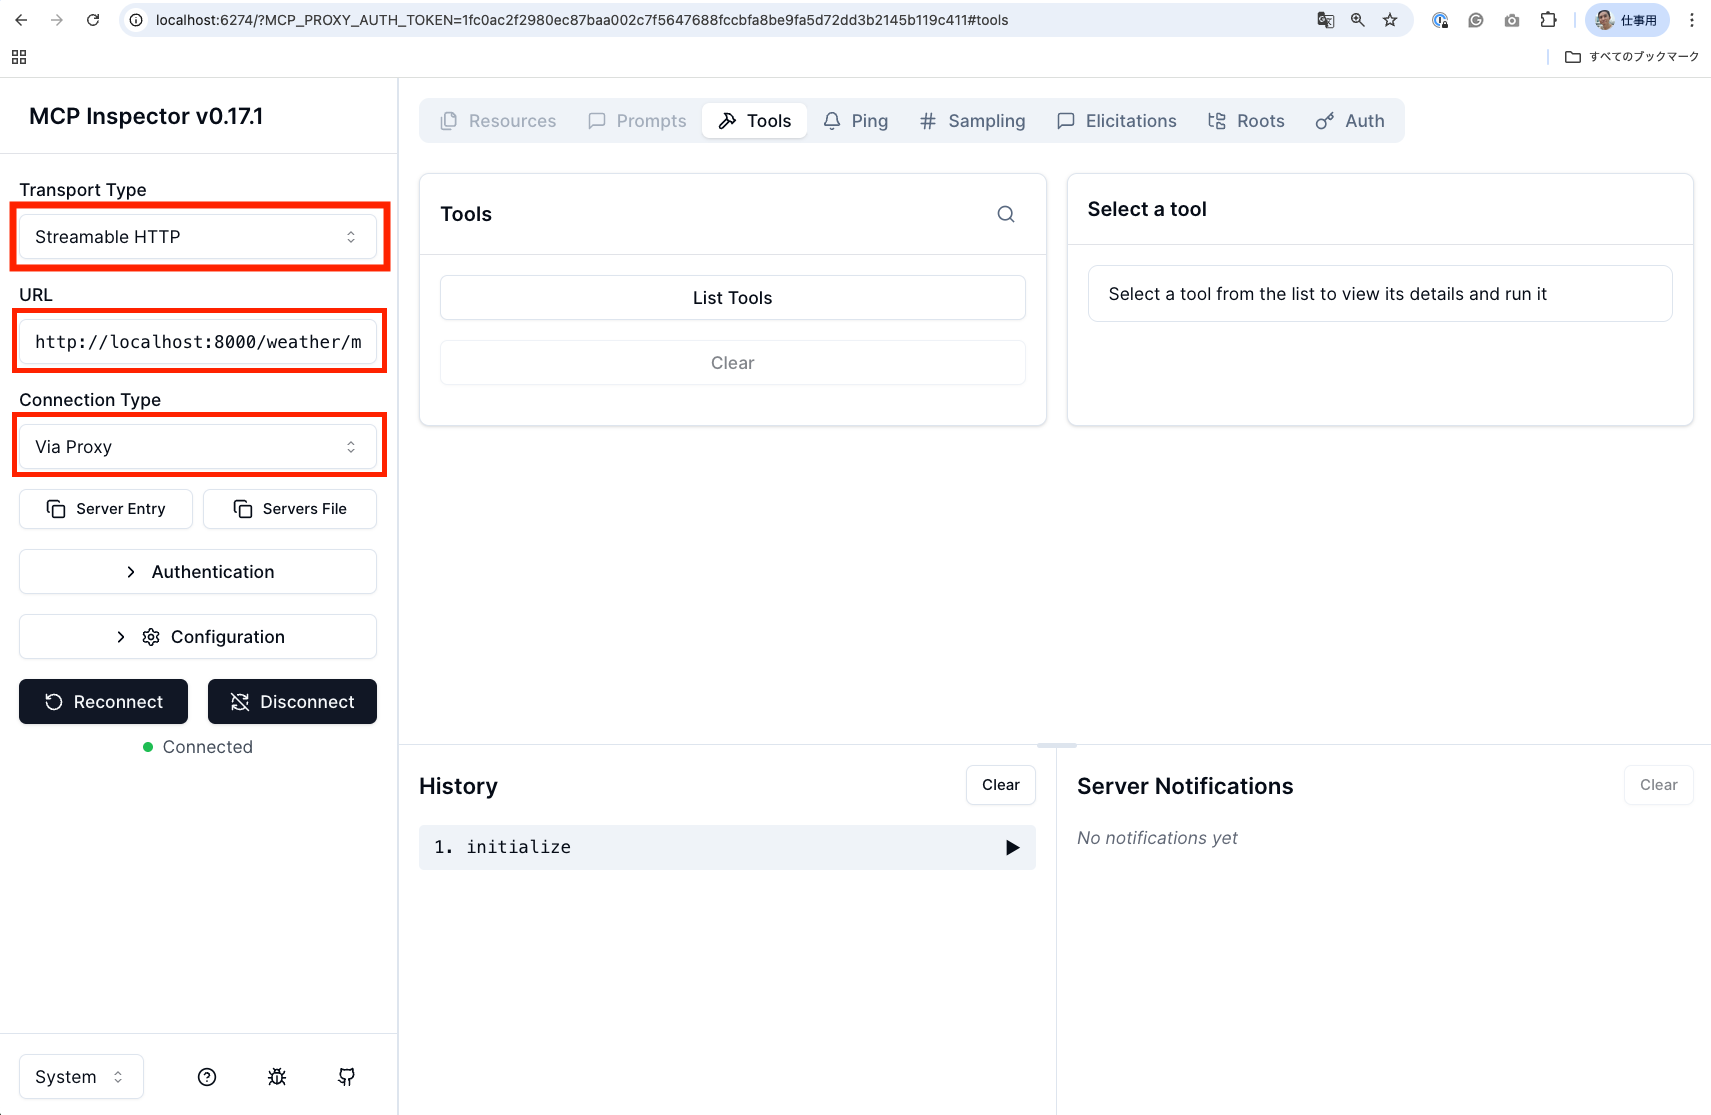 localhost:6274/?MCP_PROXY_AUTH_TOKEN=1fc0ac2f2980ec87baa002c7f5647688fccbfa8be9fa5d72dd3b2145b119c411#tools
仕事用
すべてのブックマーク
MCP Inspector v0.17.1
Transport Type
Streamable HTTP
URL
http://localhost:8000/weather/m
Connection Type
Via Proxy
Server Entry
Servers File
Authentication
Configuration
Reconnect
Disconnect
Connected
System
Resources
Prompts
Tools
Ping
Sampling
Elicitations
Roots
Auth
Tools
List Tools
Clear
Select a tool
Select a tool from the list to view its details and run it
History
Clear
1. initialize
Server Notifications
Clear
No notifications yet